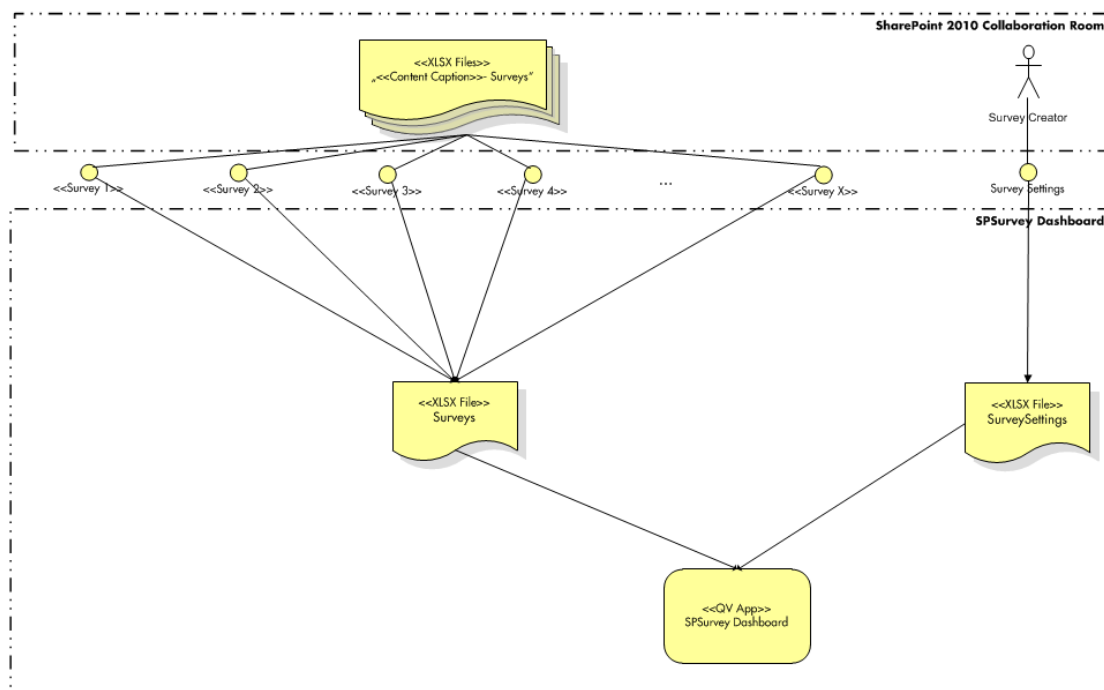 SharePoint 2010 Collaboration Room
<<XLSX Files>>
„<<Content Caption>>- Surveys“
Survey Creator
<<Survey 1>>
<<Survey 2>>
<<Survey 3>>
<<Survey 4>>
...
<<Survey X>>
Survey Settings
SPSurvey Dashboard
<<XLSX File>>
Surveys
<<XLSX File>>
SurveySettings
<<QV App>>
SPSurvey Dashboard